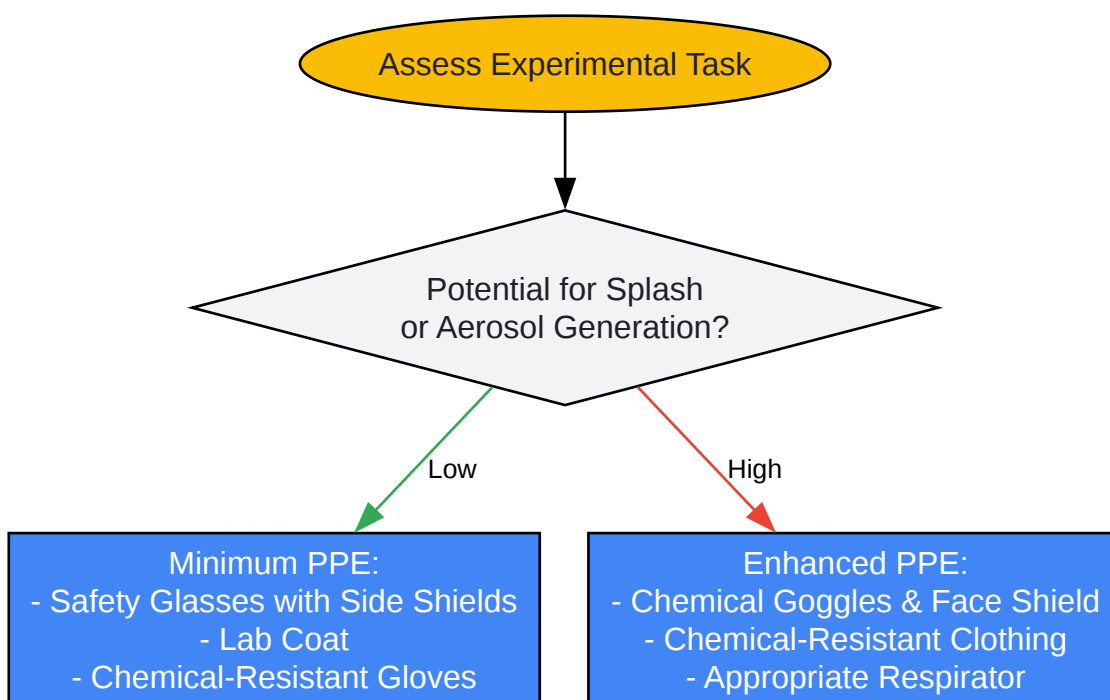 Assess Experimental Task
Potential for Splash
or Aerosol Generation?
Low
High
Minimum PPE:
- Safety Glasses with Side Shields
- Lab Coat
- Chemical-Resistant Gloves
Enhanced PPE:
- Chemical Goggles & Face Shield
- Chemical-Resistant Clothing
- Appropriate Respirator